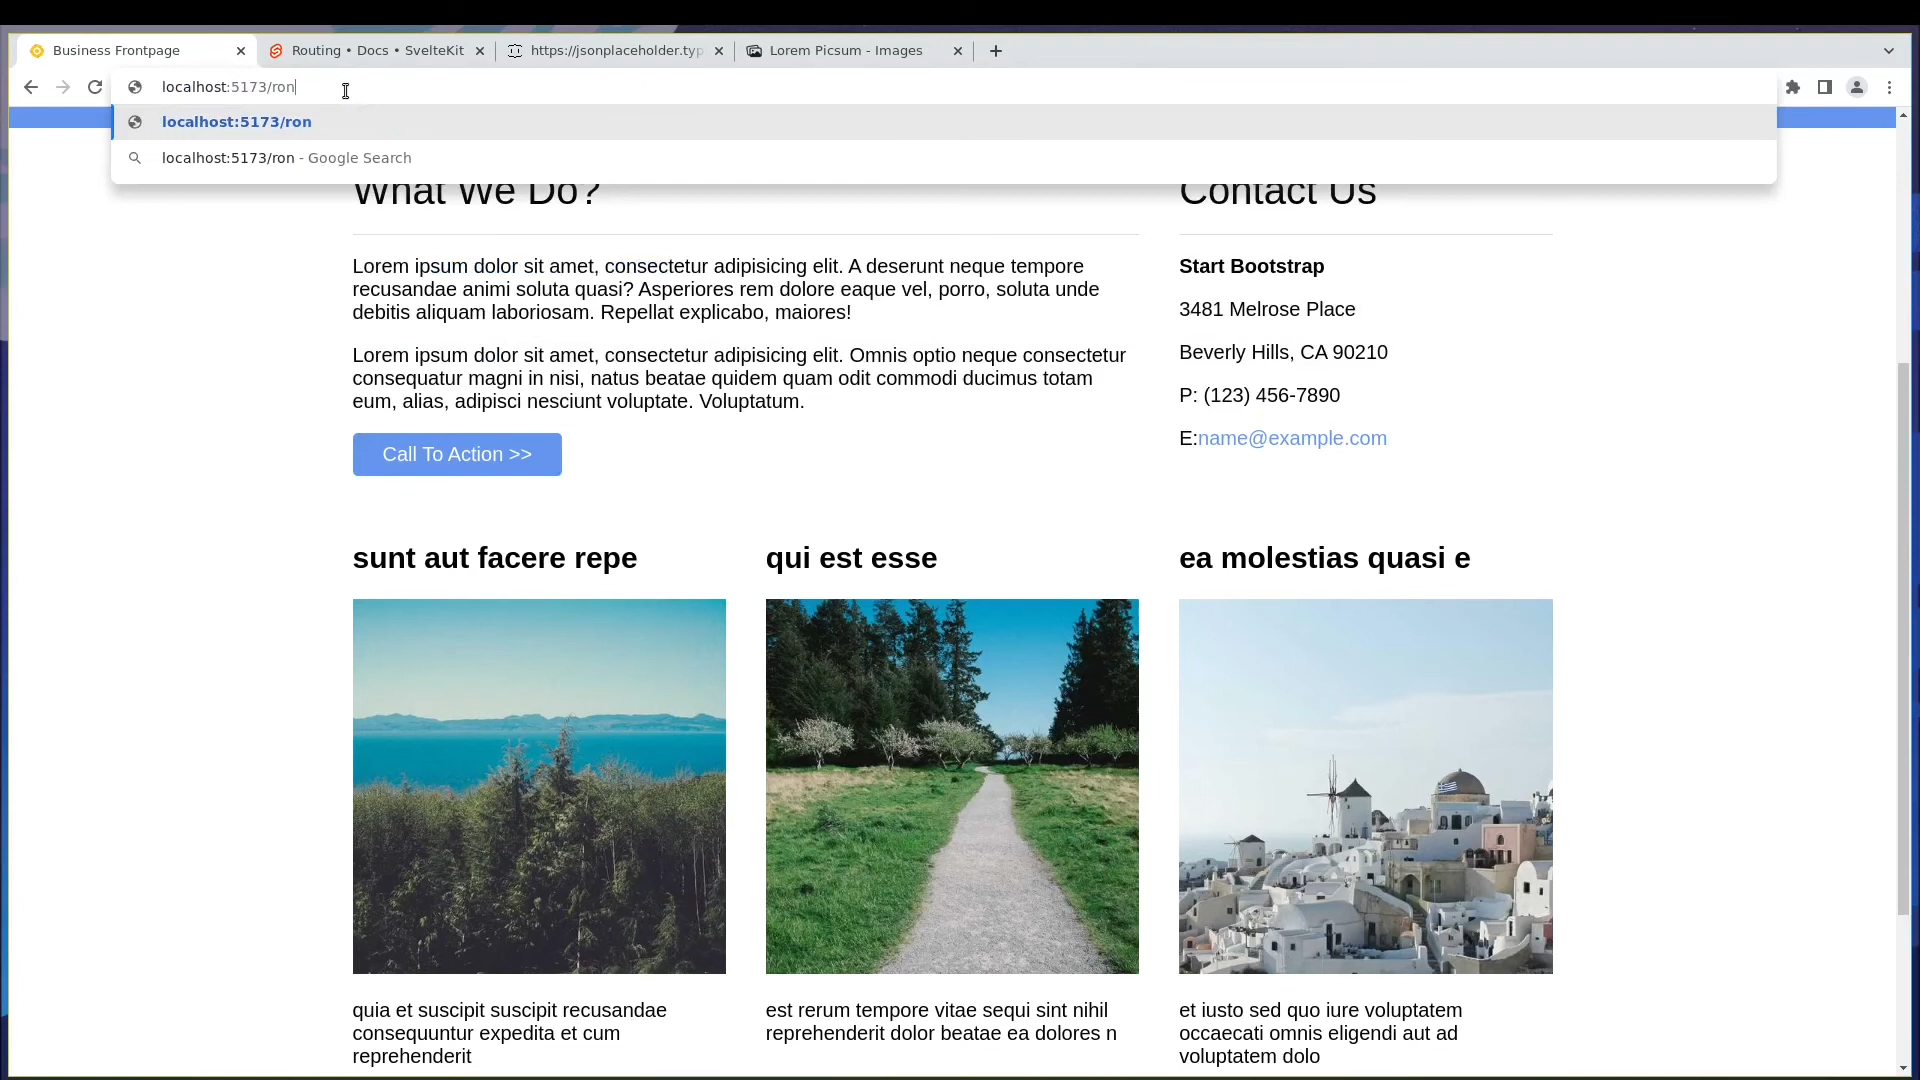 Business Frontpage
Routing • Docs • SvelteKit
https://jsonplaceholder.typ
Lorem Picsum - Images
localhost:5173/ron
localhost:5173/ron
localhost:5173/ron - Google Search
What We Do?
Lorem ipsum dolor sit amet, consectetur adipisicing elit. A deserunt neque tempore
recusandae animi soluta quasi? Asperiores rem dolore eaque vel, porro, soluta unde
debitis aliquam laboriosam. Repellat explicabo, maiores!
Lorem ipsum dolor sit amet, consectetur adipisicing elit. Omnis optio neque consectetur
consequatur magni in nisi, natus beatae quidem quam odit commodi ducimus totam
eum, alias, adipisci nesciunt voluptate. Voluptatum.
Call To Action >>
Contact Us
Start Bootstrap
3481 Melrose Place
Beverly Hills, CA 90210
P: (123) 456-7890
E:name@example.com
sunt aut facere repe
quia et suscipit suscipit recusandae
consequuntur expedita et cum
reprehenderit
qui est esse
est rerum tempore vitae sequi sint nihil
reprehenderit dolor beatae ea dolores n
ea molestias quasi e
et iusto sed quo iure voluptatem
occaecati omnis eligendi aut ad
voluptatem dolo